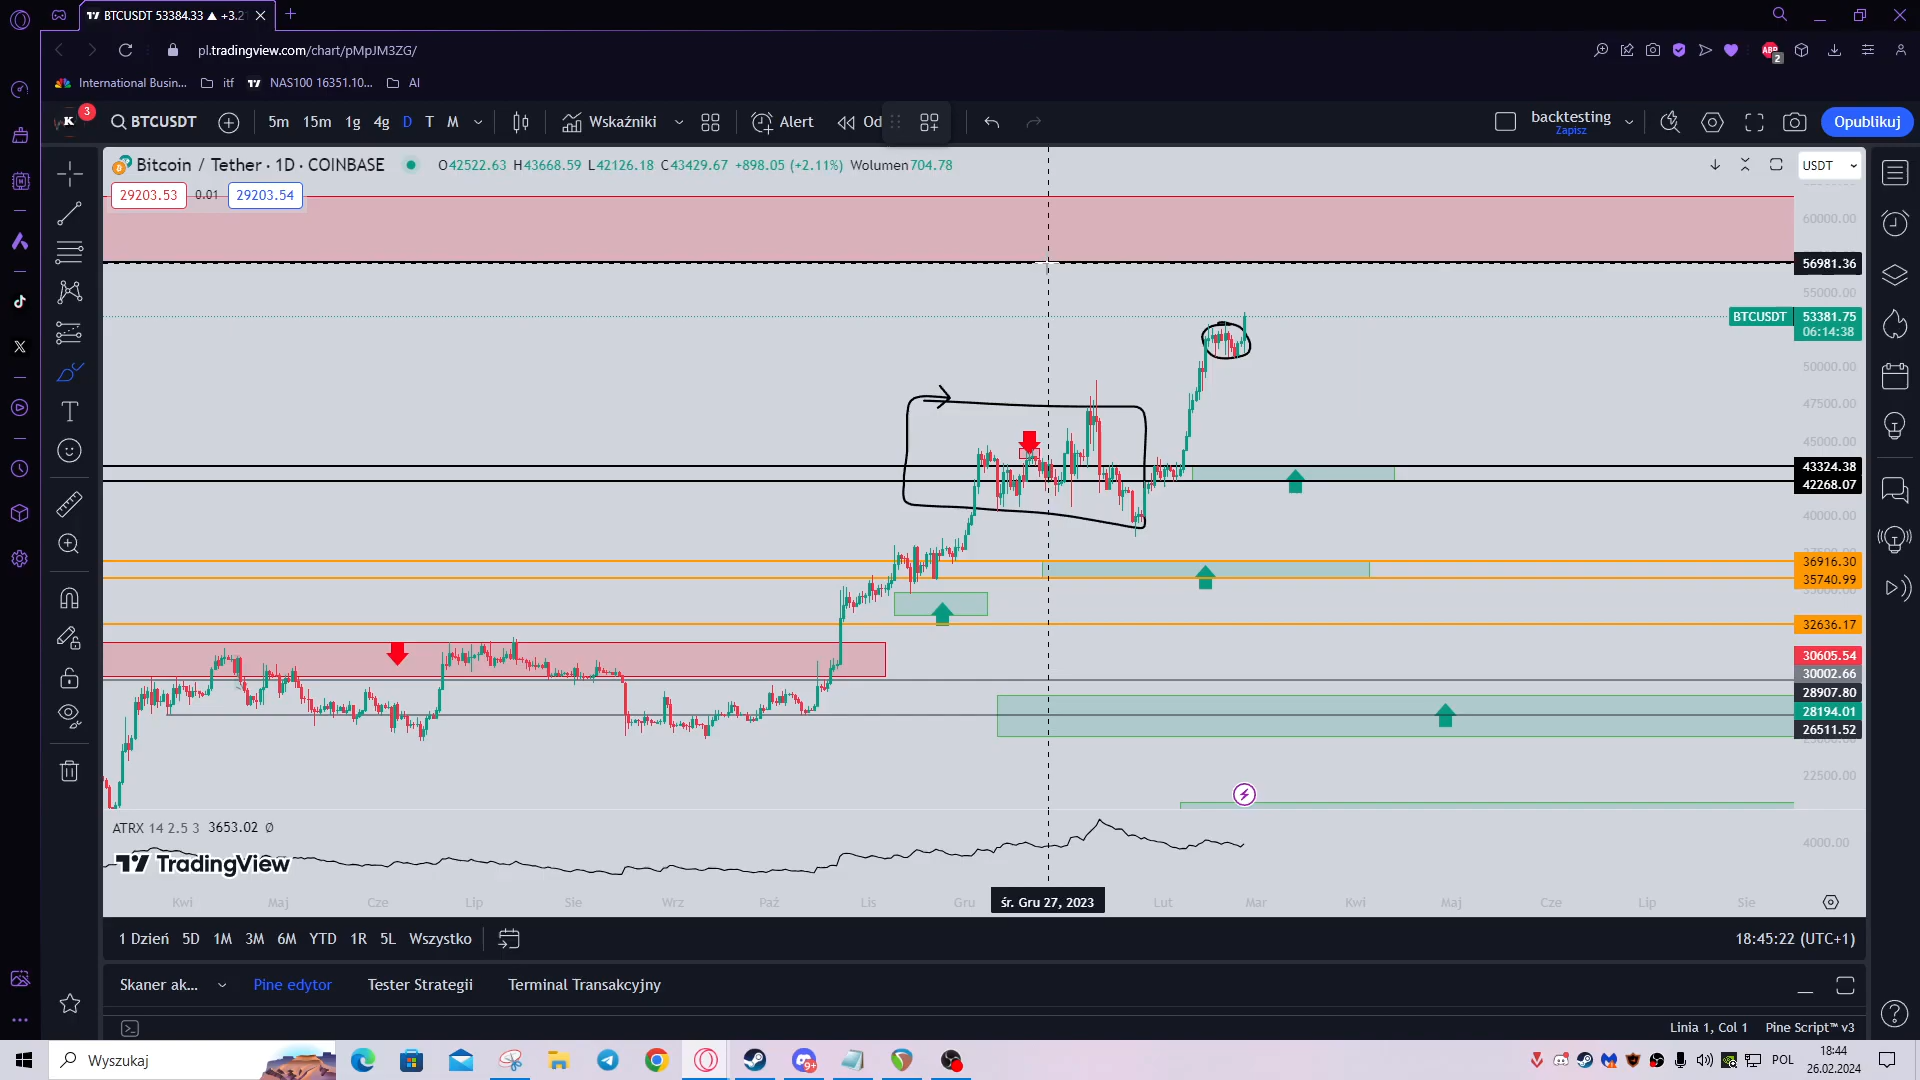 BTCUSDT 53384.33 ▲ +3.21
pl.tradingview.com/chart/pMpJM3ZG/
ABP
2
International Busin...
itf
NAS100 16351.10...
AI
K
3
BTCUSDT
5m
15m
1g
4g
D
T
M
Wskaźniki
Alert
Od
backtesting
Zapisz
Opublikuj
Bitcoin / Tether · 1D · COINBASE
O42522.63 H43668.59 L42126.18 C43429.67 +898.05 (+2.11%) Wolumen704.78
USDT
29203.53
0.01
29203.54
60000.00
56981.36
55000.00
BTCUSDT
53381.75
06:14:38
50000.00
47500.00
45000.00
43324.38
42268.07
40000.00
36916.30
35740.99
32636.17
30605.54
30002.66
28907.80
28194.01
26511.52
22500.00
ATRX 14 2.5 3 3653.02 Ø
4000.00
TradingView
Kwi
Maj
Cze
Lip
Sie
Wrz
Paź
Lis
Gru
śr. Gru 27, 2023
Lut
Mar
Kwi
Maj
Cze
Lip
Sie
1 Dzień
5D
1M
3M
6M
YTD
1R
5L
Wszystko
18:45:22 (UTC+1)
Skaner ak...
Pine edytor
Tester Strategii
Terminal Transakcyjny
Linia 1, Col 1
Pine Script™ v3
Wyszukaj
9+
POL
18:44
26.02.2024